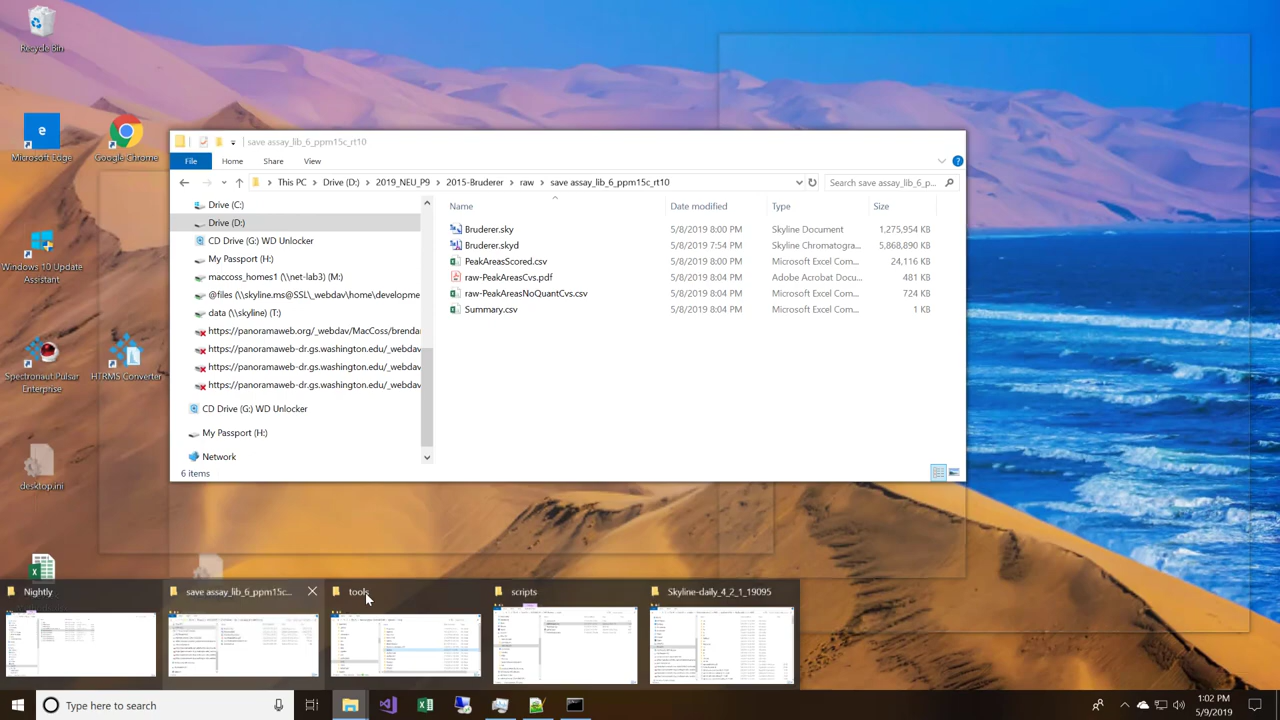 Recycle Bin
Microsoft Edge
Google Chrome
Windows 10 Update
Assistant
Spectronaut Pulsar
Enterprise
HTRMS Converter
desktop.ini
save assay_lib_6_ppm15c_rt10
File Home Share View
This PC Drive (D:) 2019_NEU_P9 2015-Bruderer raw save assay_lib_6_ppm15c_rt10
Search save assay_lib_6_p...
Drive (C:)
Drive (D:)
CD Drive (G:) WD Unlocker
My Passport (H:)
maccoss_homes1 (\\net-lab3) (M:)
@files (\\skyline.ms@SSL\_webdav\home\developme
data (\\skyline) (T:)
https://panoramaweb.org/_webdav/MacCoss/brendar
https://panoramaweb-dr.gs.washington.edu/_webdav
https://panoramaweb-dr.gs.washington.edu/_webdav
https://panoramaweb-dr.gs.washington.edu/_webdav
CD Drive (G:) WD Unlocker
My Passport (H:)
Network
Name Date modified Type Size
Bruderer.sky 5/8/2019 8:00 PM Skyline Document 1,275,954 KB
Bruderer.skyd 5/8/2019 7:54 PM Skyline Chromatogra... 5,868,890 KB
PeakAreasScored.csv 5/8/2019 8:00 PM Microsoft Excel Com... 24,116 KB
raw-PeakAreasCvs.pdf 5/8/2019 8:04 PM Adobe Acrobat Docu... 481 KB
raw-PeakAreasNoQuantCvs.csv 5/8/2019 8:04 PM Microsoft Excel Com... 724 KB
Summary.csv 5/8/2019 8:04 PM Microsoft Excel Com... 1 KB
6 items
Nightly
save assay_lib_6_ppm15c...
tools
scripts
Skyline-daily_4_2_1_19095
Type here to search
1:02 PM
5/9/2019